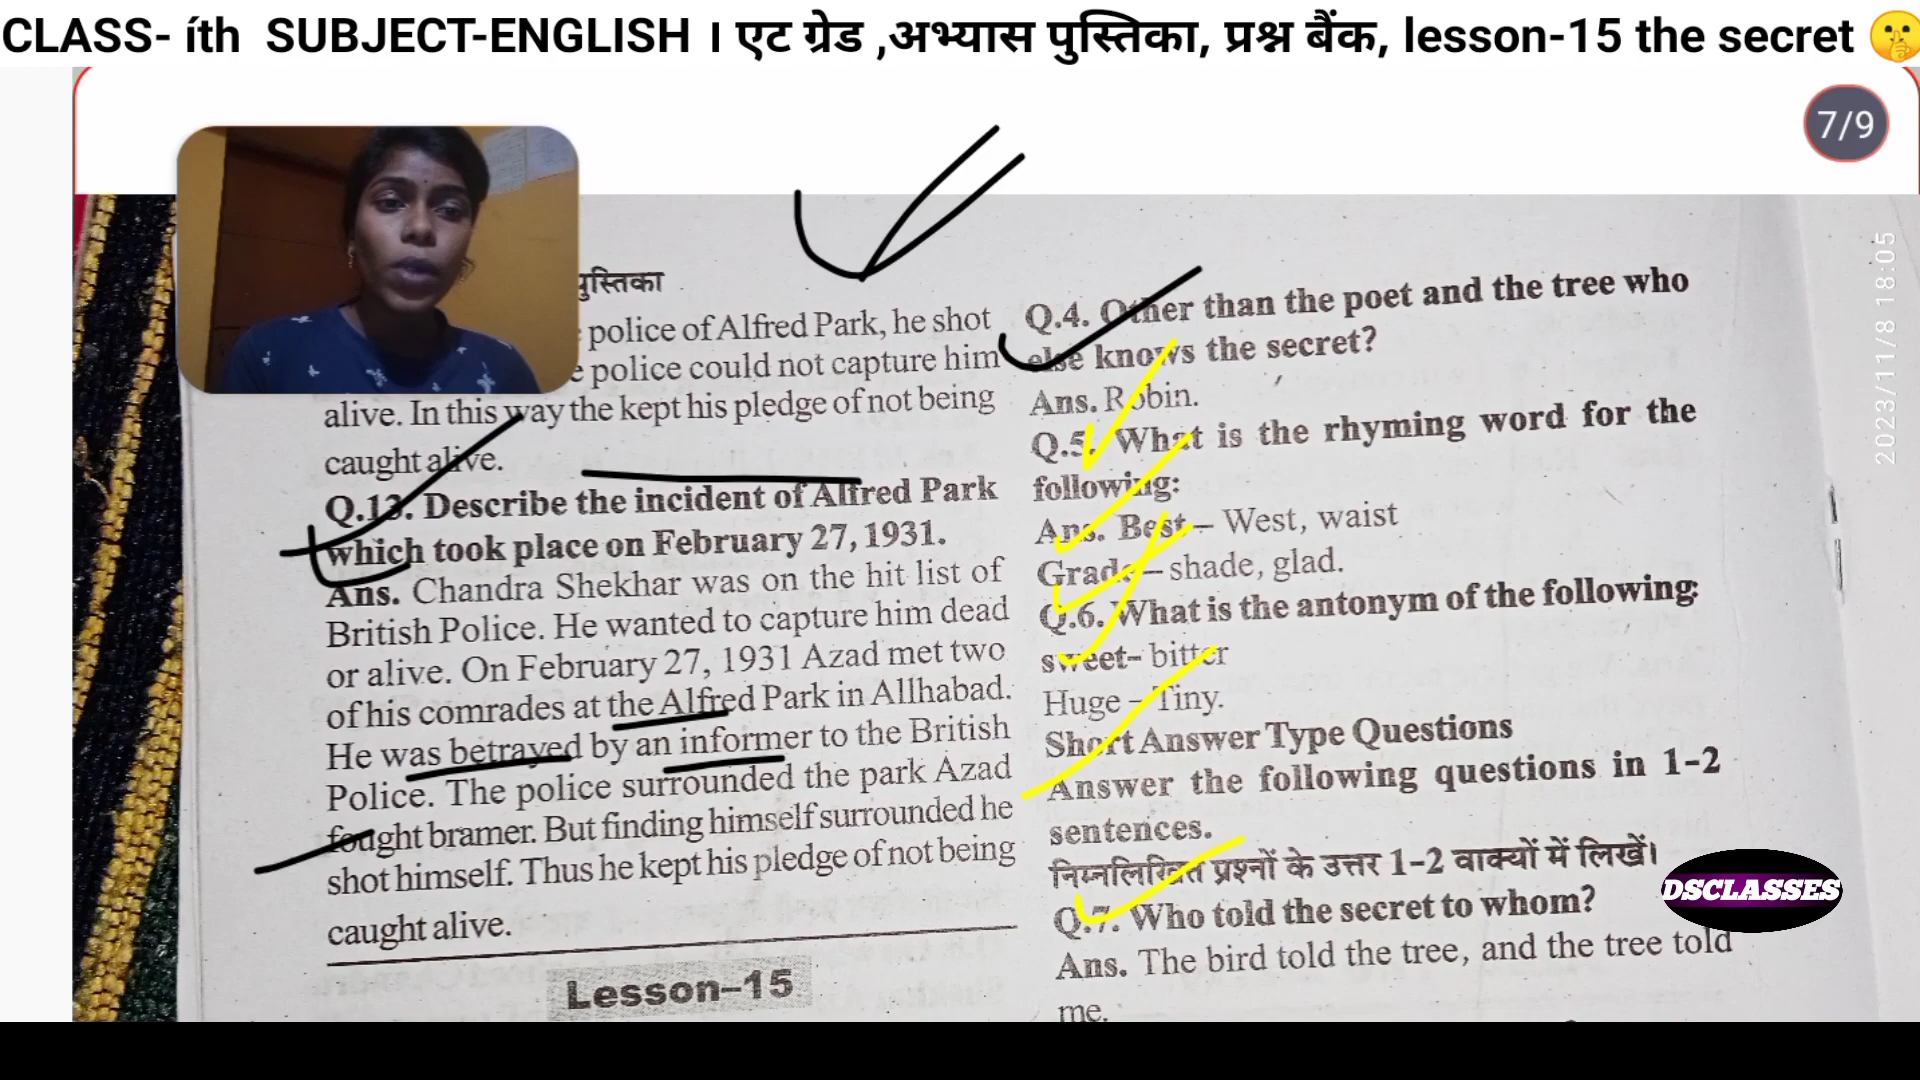 CLASS- íth SUBJECT-ENGLISH । एट ग्रेड ,अभ्यास पुस्तिका, प्रश्न बैंक, lesson-15 the secret 🤫
7/9
पुस्तिका
police of Alfred Park, he shot
e police could not capture him
alive. In this way the kept his pledge of not being
caught alive.
Q.13. Describe the incident of Alfred Park
which took place on February 27, 1931.
Ans. Chandra Shekhar was on the hit list of
British Police. He wanted to capture him dead
or alive. On February 27, 1931 Azad met two
of his comrades at the Alfred Park in Allhabad.
He was betrayed by an informer to the British
Police. The police surrounded the park Azad
fought bramer. But finding himself surrounded he
shot himself. Thus he kept his pledge of not being
caught alive.
Lesson–15
Q.4. Other than the poet and the tree who
else knows the secret?
Ans. Robin.
Q.5. What is the rhyming word for the
following:
Ans. Best – West, waist
Grade – shade, glad.
Q.6. What is the antonym of the following:
sweet– bitter
Huge – Tiny.
Short Answer Type Questions
Answer the following questions in 1–2
sentences.
निम्नलिखित प्रश्नों के उत्तर 1–2 वाक्यों में लिखें।
Q.7. Who told the secret to whom?
Ans. The bird told the tree, and the tree told
me.
2023/11/8 18:05
DSCLASSES